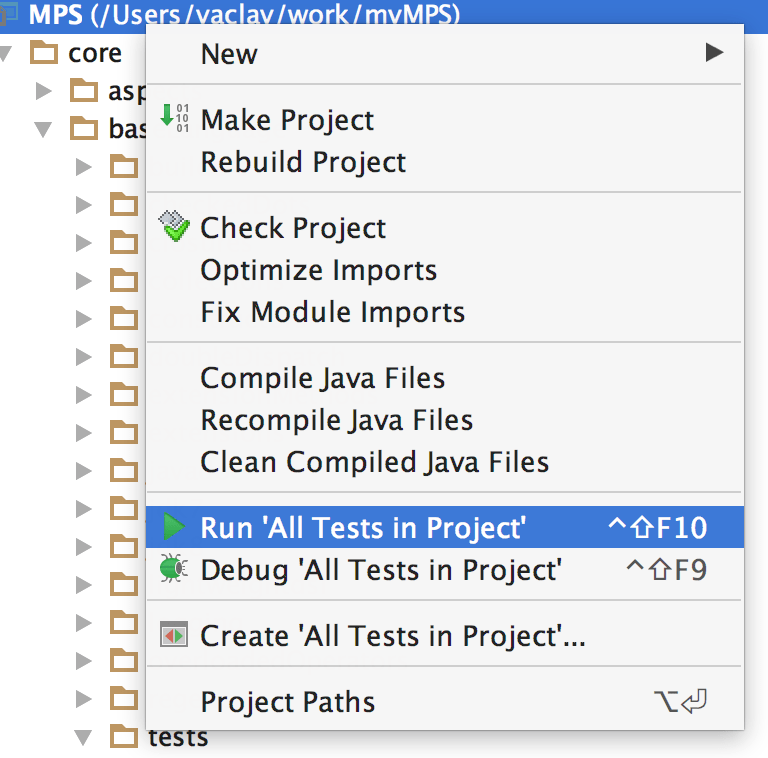 MPS (/Users/vaclav/work/myMPS)
core
New
Make Project
Rebuild Project
Check Project
Optimize Imports
Fix Module Imports
Compile Java Files
Recompile Java Files
Clean Compiled Java Files
Run 'All Tests in Project' ^⇧F10
Debug 'All Tests in Project' ^⇧F9
Create 'All Tests in Project'...
Project Paths ⌥⏎
tests